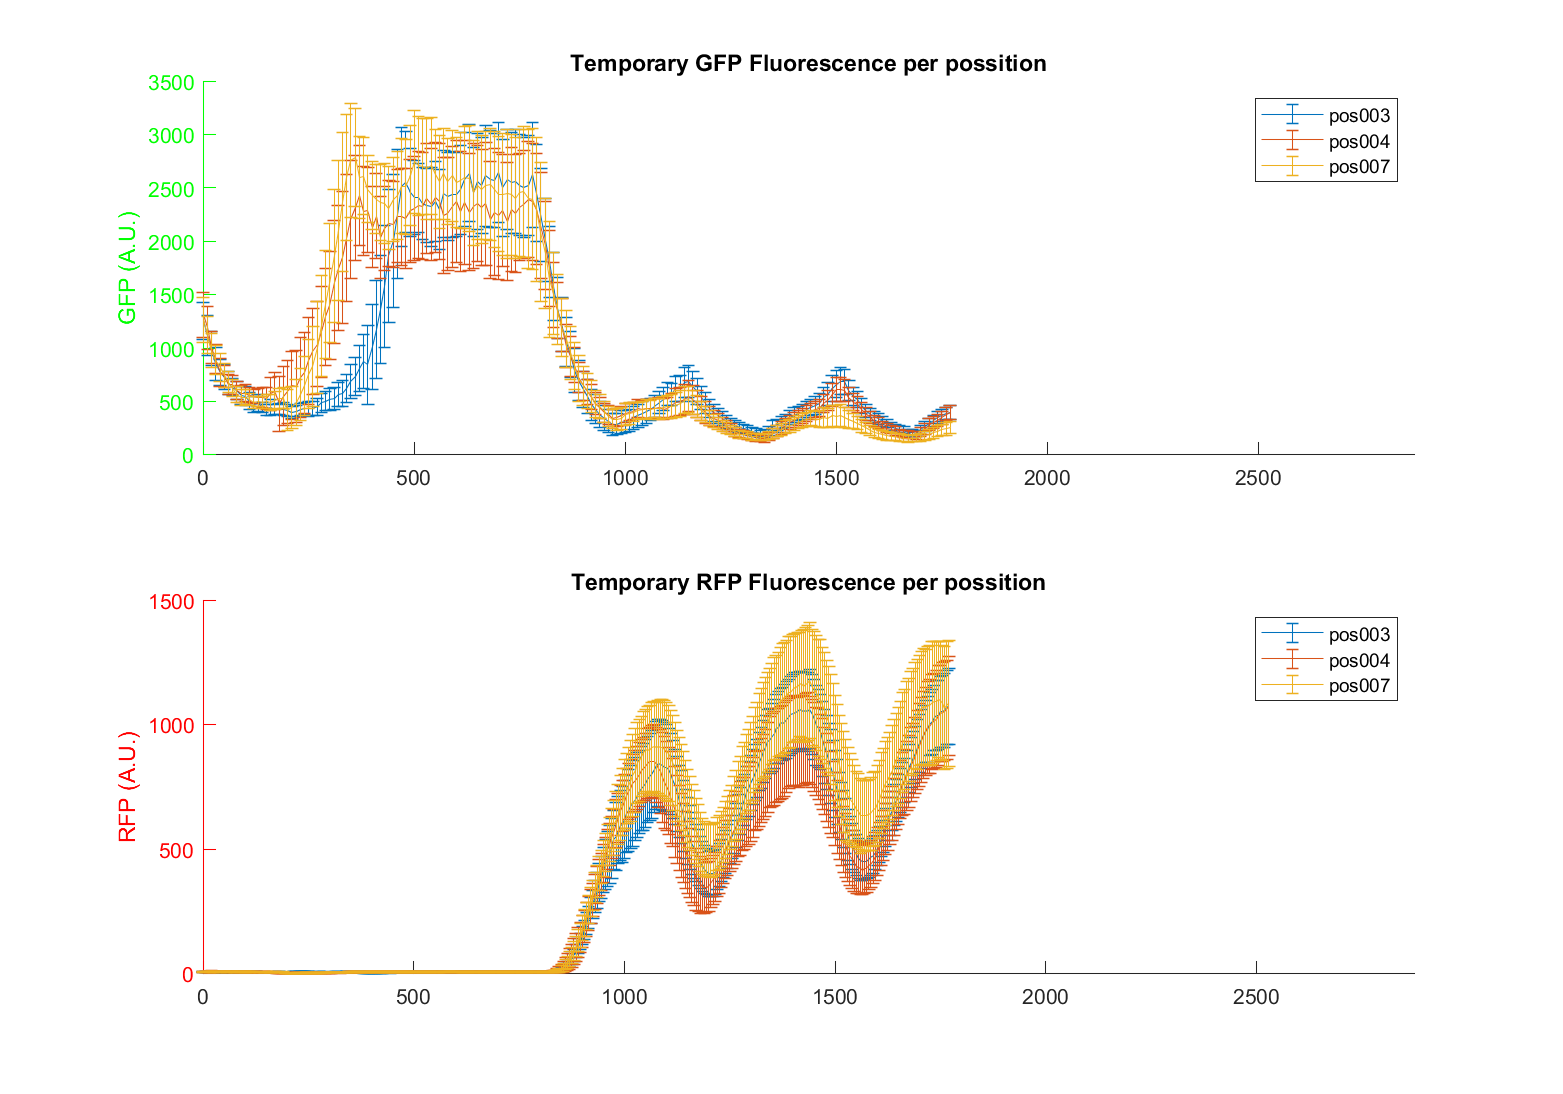 Temporary GFP Fluorescence per possition
GFP (A.U.)
3500
3000
2500
2000
1500
1000
500
0
0 500 1000 1500 2000 2500
pos003
pos004
pos007
Temporary RFP Fluorescence per possition
RFP (A.U.)
1500
1000
500
0
0 500 1000 1500 2000 2500
pos003
pos004
pos007